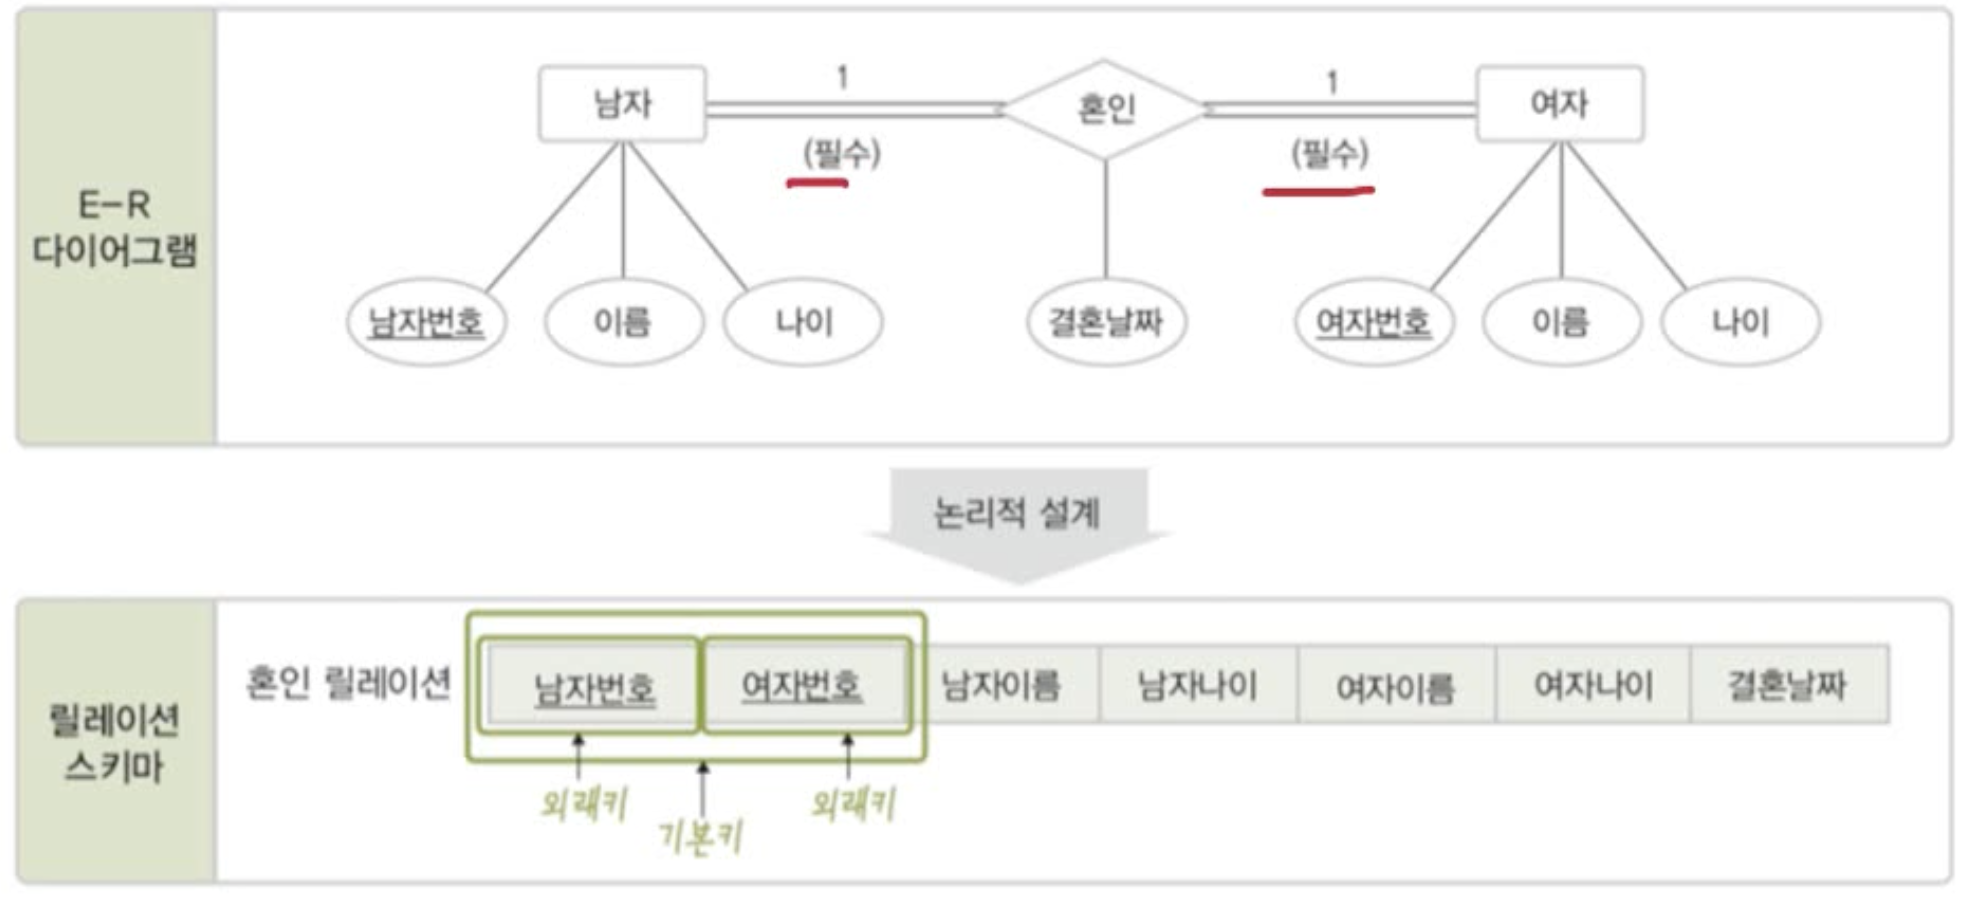 E-R
다이어그램
남자
1
(필수)
혼인
1
(필수)
여자
남자번호
이름
나이
결혼날짜
여자번호
이름
나이
논리적 설계
릴레이션
스키마
혼인 릴레이션
남자번호
여자번호
남자이름
남자나이
여자이름
여자나이
결혼날짜
외래키
기본키
외래키